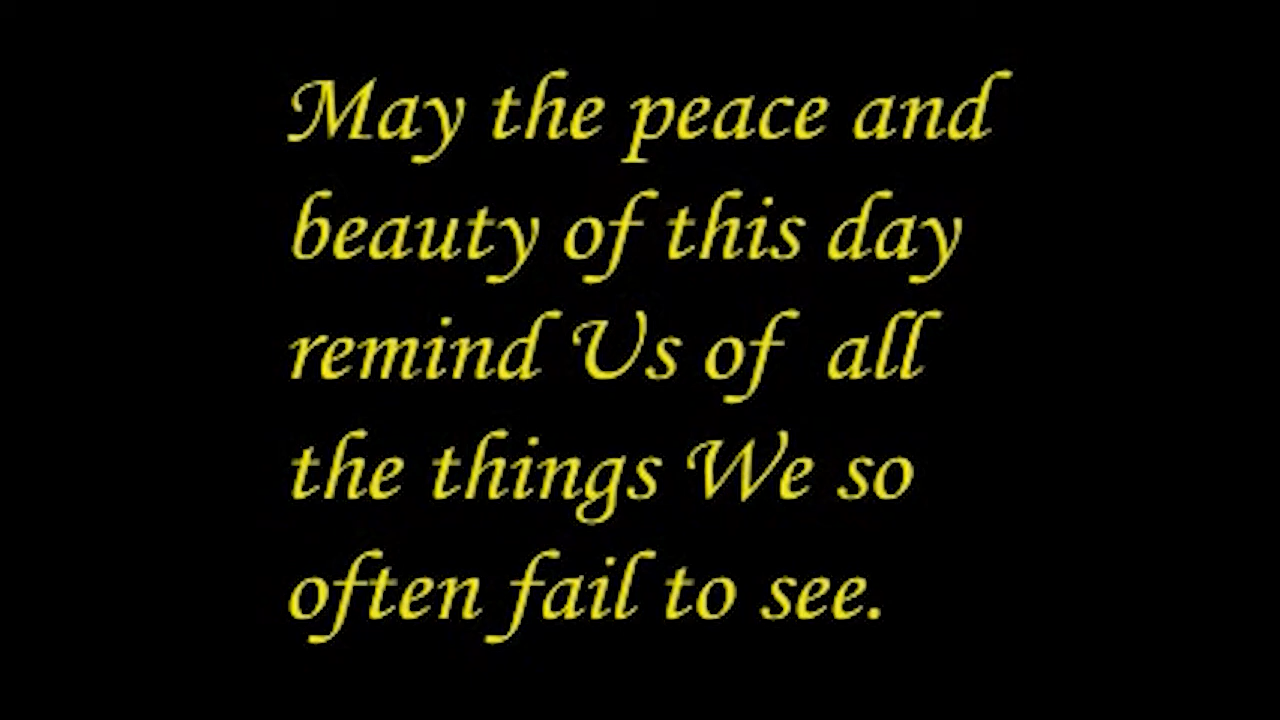 May the peace and
beauty of this day
remind Us of all
the things We so
often fail to see.